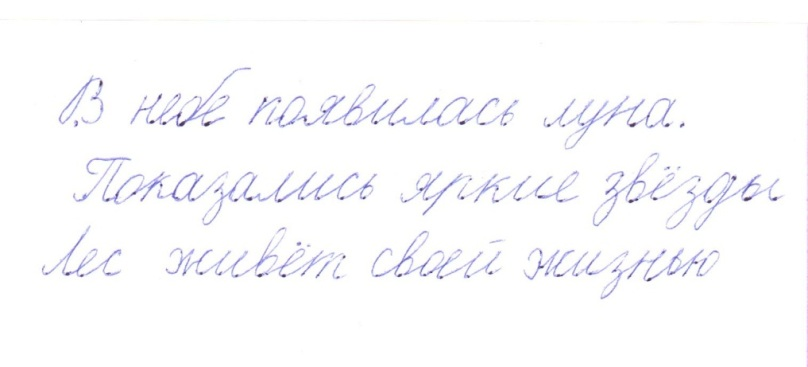 В небе появилась луна.
Показались яркие звёзды
Лес живёт своей жизнью